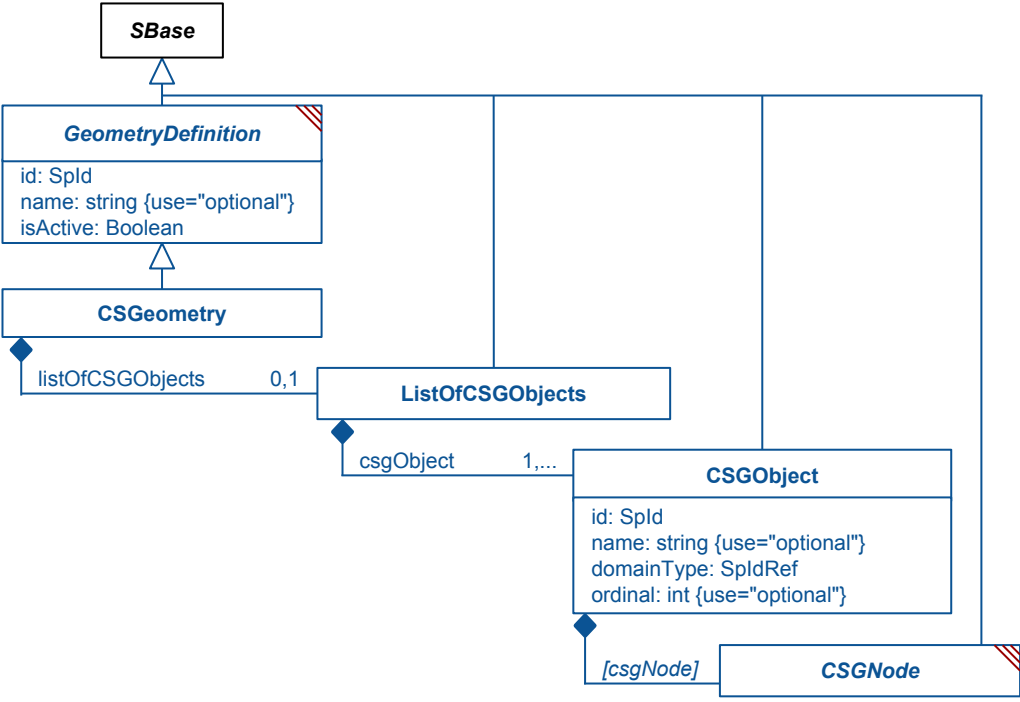 SBase
GeometryDefinition
id: SpId
name: string {use="optional"}
isActive: Boolean
CSGeometry
listOfCSGObjects 0,1
ListOfCSGObjects
csgObject 1,...
CSGObject
id: SpId
name: string {use="optional"}
domainType: SpIdRef
ordinal: int {use="optional"}
[csgNode]
CSGNode